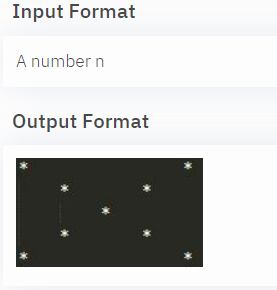 Input Format
A number n
Output Format
*       *
  *   *
    *
  *   *
*       *